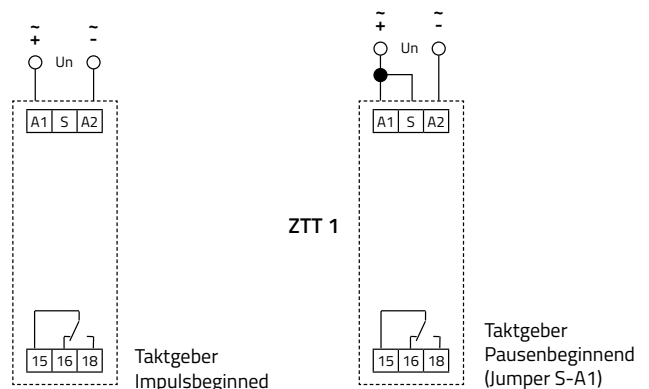 ~ ~
+ Un -
A1 S A2
15 16 18
Taktgeber
Impulsbeginned
ZTT 1
~ ~
+ Un -
A1 S A2
15 16 18
Taktgeber
Pausenbeginnend
(Jumper S-A1)